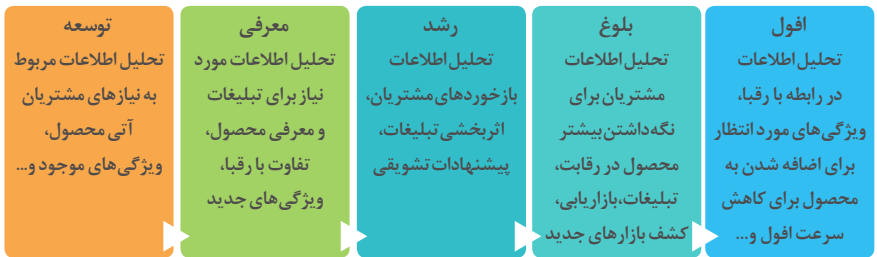 توسعه
تحلیل اطلاعات مربوط
به نیازهای مشتریان
آتی محصول،
ویژگی‌های موجود و...
معرفی
تحلیل اطلاعات مورد
نیاز برای تبلیغات
و معرفی محصول،
تفاوت با رقبا،
ویژگی‌های جدید
رشد
تحلیل اطلاعات
بازخوردهای مشتریان،
اثربخشی تبلیغات،
پیشنهادات تشویقی
بلوغ
تحلیل اطلاعات
مشتریان برای
نگه‌داشتن بیشتر
محصول در رقابت،
تبلیغات، بازاریابی،
کشف بازارهای جدید
افول
تحلیل اطلاعات
در رابطه با رقبا،
ویژگی‌های مورد انتظار
برای اضافه شدن به
محصول برای کاهش
سرعت افول و...